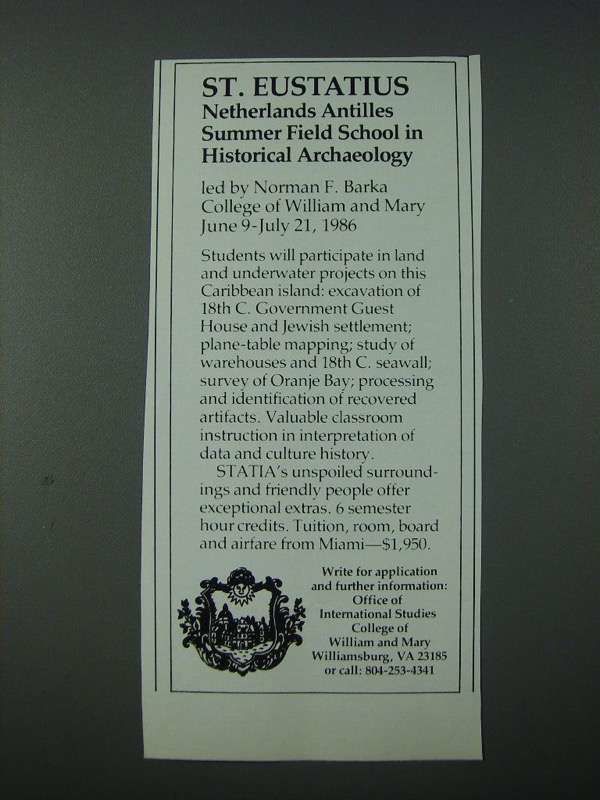 ST. EUSTATIUS
Netherlands Antilles
Summer Field School in
Historical Archaeology
led by Norman F. Barka
College of William and Mary
June 9-July 21, 1986
Students will participate in land
and underwater projects on this
Caribbean island: excavation of
18th C. Government Guest
House and Jewish settlement;
plane-table mapping; study of
warehouses and 18th C. seawall;
survey of Oranje Bay; processing
and identification of recovered
artifacts. Valuable classroom
instruction in interpretation of
data and culture history.
STATIA's unspoiled surround-
ings and friendly people offer
exceptional extras. 6 semester
hour credits. Tuition, room, board
and airfare from Miami—$1,950.
Write for application
and further information:
Office of
International Studies
College of
William and Mary
Williamsburg, VA 23185
or call: 804-253-4341